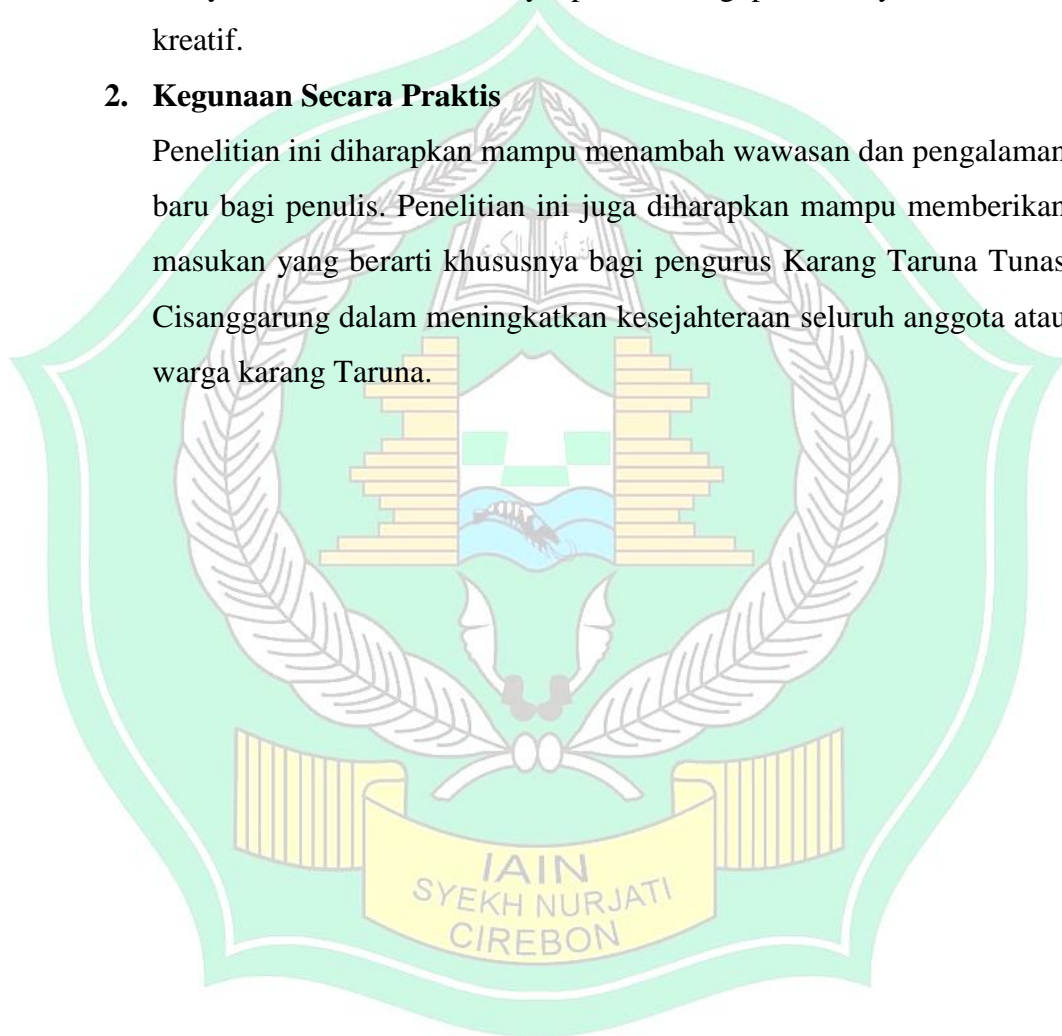 kreatif.
2. Kegunaan Secara Praktis
Penelitian ini diharapkan mampu menambah wawasan dan pengalaman
baru bagi penulis. Penelitian ini juga diharapkan mampu memberikan
masukan yang berarti khususnya bagi pengurus Karang Taruna Tunas
Cisanggarung dalam meningkatkan kesejahteraan seluruh anggota atau
warga karang Taruna.
IAIN
SYEKH NURJATI
CIREBON